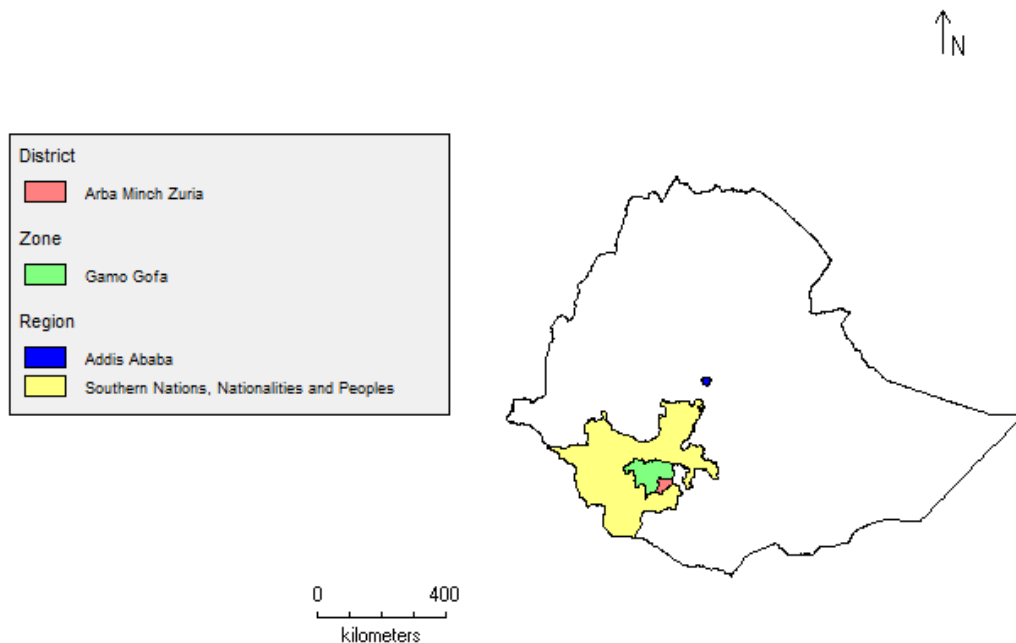 N
District
Arba Minch Zuria
Zone
Gamo Gofa
Region
Addis Ababa
Southern Nations, Nationalities and Peoples
0 400
kilometers